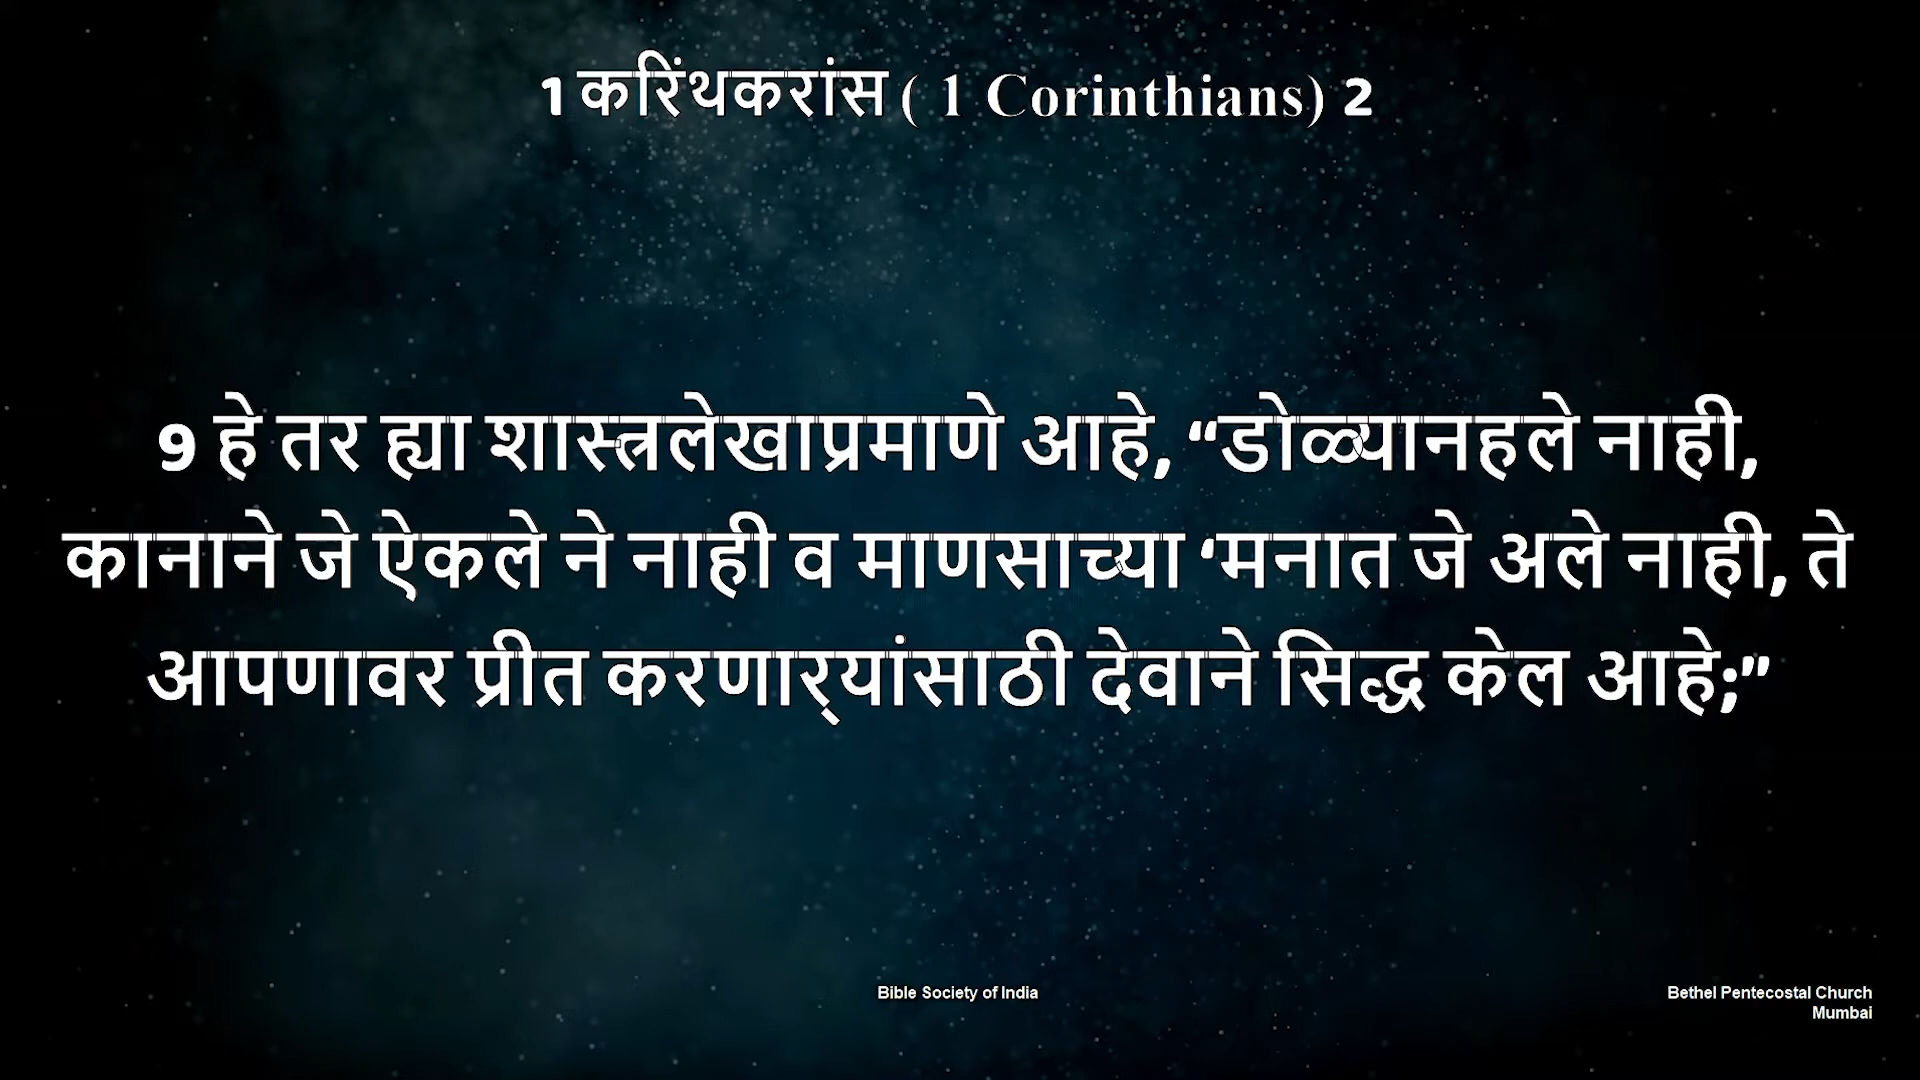 1 करिंथकरांस ( 1 Corinthians) 2
9 हे तर ह्या शास्त्रलेखाप्रमाणे आहे, “डोळ्यानहले नाही,
कानाने जे ऐकले ने नाही व माणसाच्या ‘मनात जे अले नाही, ते
आपणावर प्रीत करणार्‍यांसाठी देवाने सिद्ध केल आहे;”
Bible Society of India
Bethel Pentecostal Church
Mumbai